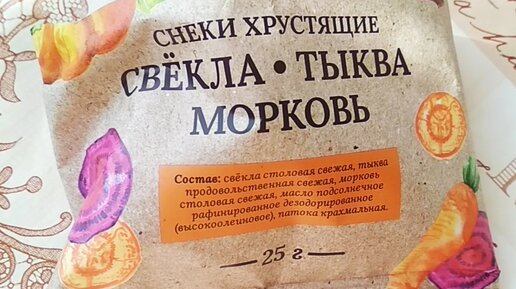 СНЕКИ ХРУСТЯЩИЕ
СВЁКЛА • ТЫКВА
МОРКОВЬ
Состав: свёкла столовая свежая, тыква
продовольственная свежая, морковь
столовая свежая, масло подсолнечное
рафинированное дезодорированное
(высокоолеиновое), патока крахмальная.
25 г